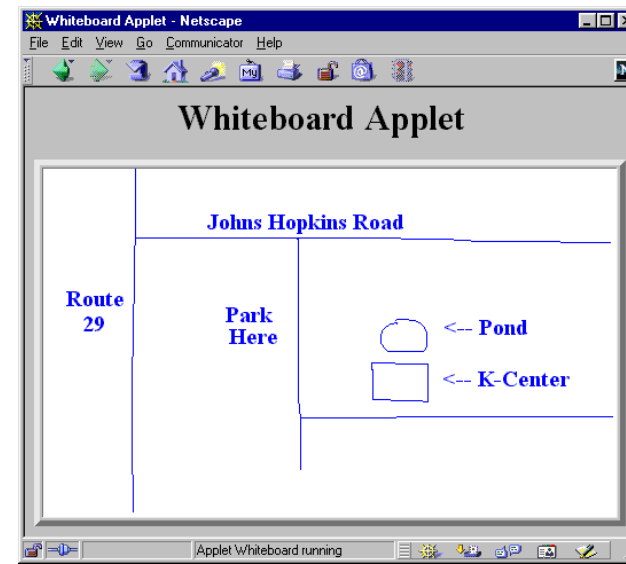 Whiteboard Applet - Netscape
File Edit View Go Communicator Help
My
Whiteboard Applet
Johns Hopkins Road
Route
29
Park
Here
<-- Pond
<-- K-Center
Applet Whiteboard running